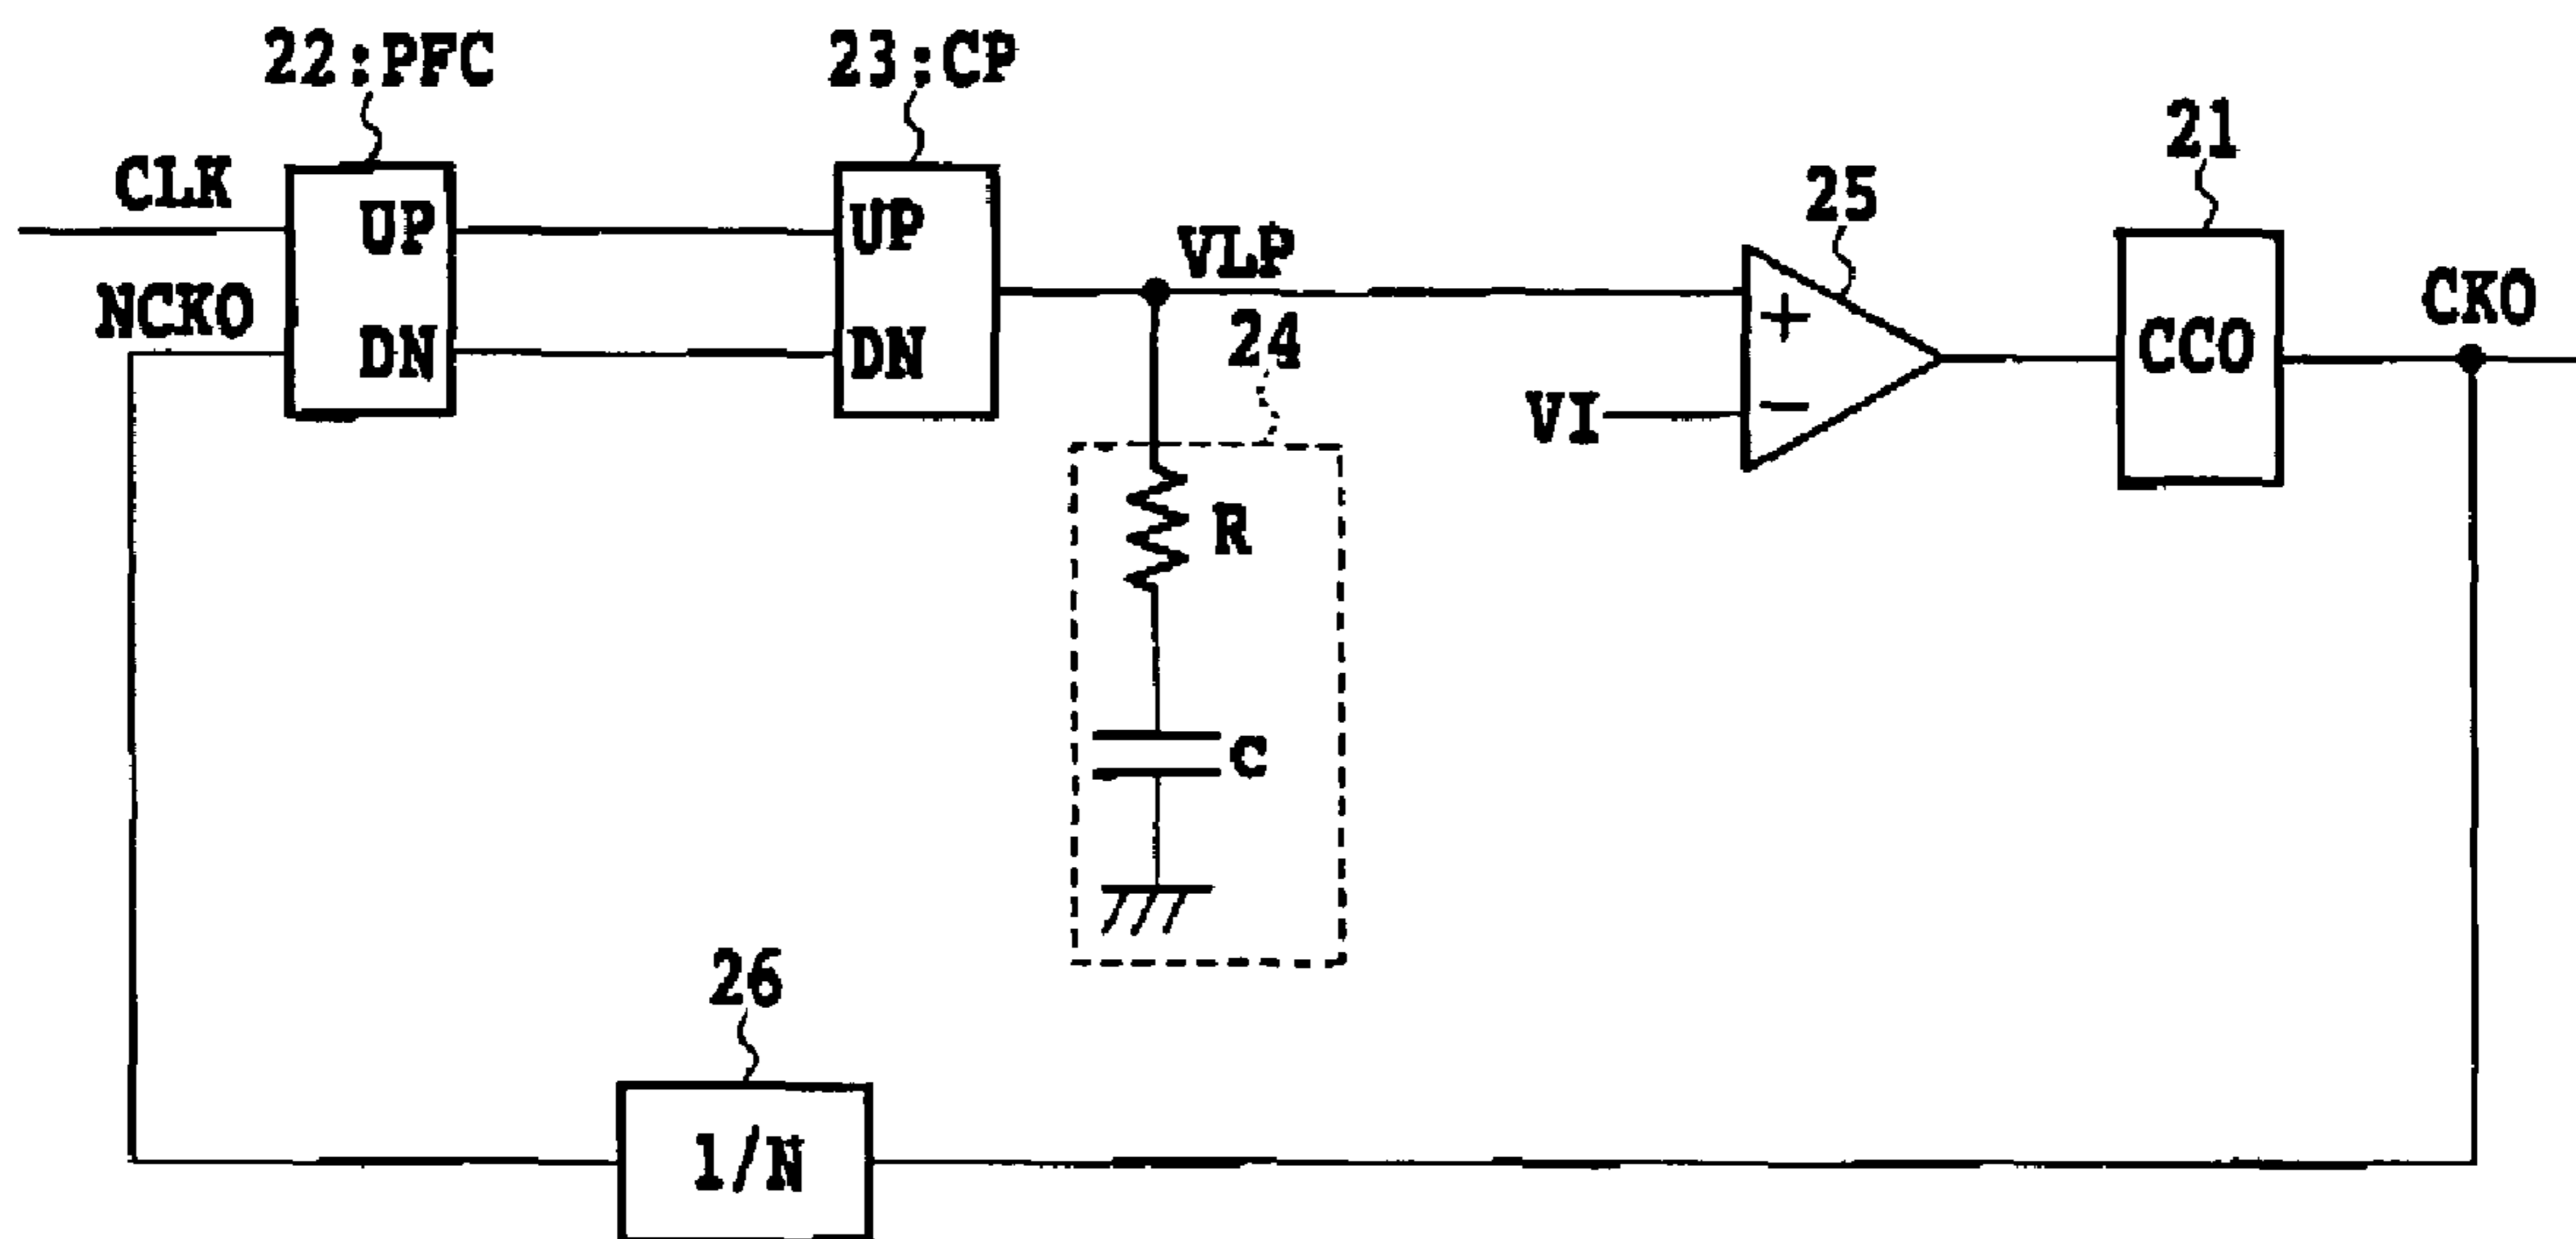 22:PFC
23:CP
21
25
CLK
UP
UP
VLP
NCKO
DN
DN
24
+
CCO
CKO
VI
−
R
C
26
1/N